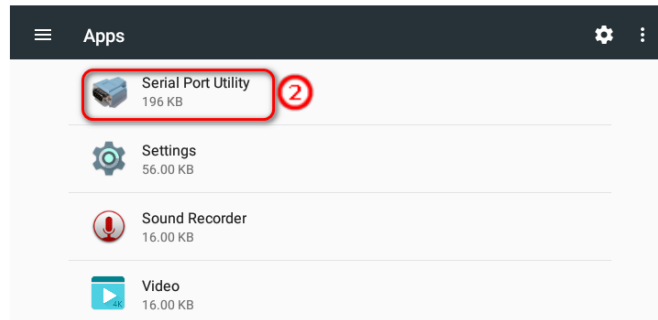 Apps
Serial Port Utility
196 KB
2
Settings
56.00 KB
Sound Recorder
16.00 KB
Video
4K
16.00 KB